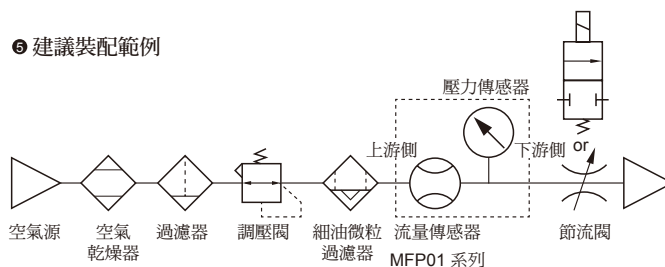 ❺ 建議裝配範例
壓力傳感器
上游側
下游側
or
空氣源
空氣
乾燥器
過濾器
調壓閥
細油微粒
過濾器
流量傳感器
MFP01 系列
節流閥